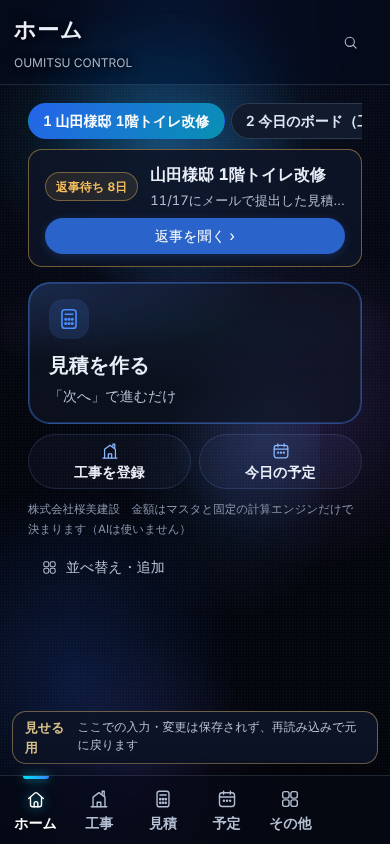 ホーム
OUMITSU CONTROL
1 山田様邸 1階トイレ改修
2 今日のボード（
返事待ち 8日
山田様邸 1階トイレ改修
11/17にメールで提出した見積…
返事を聞く ›
見積を作る
「次へ」で進むだけ
工事を登録
今日の予定
株式会社桜美建設　金額はマスタと固定の計算エンジンだけで
決まります（AIは使いません）
並べ替え・追加
見せる
用
ここでの入力・変更は保存されず、再読み込みで元
に戻ります
ホーム
工事
見積
予定
その他